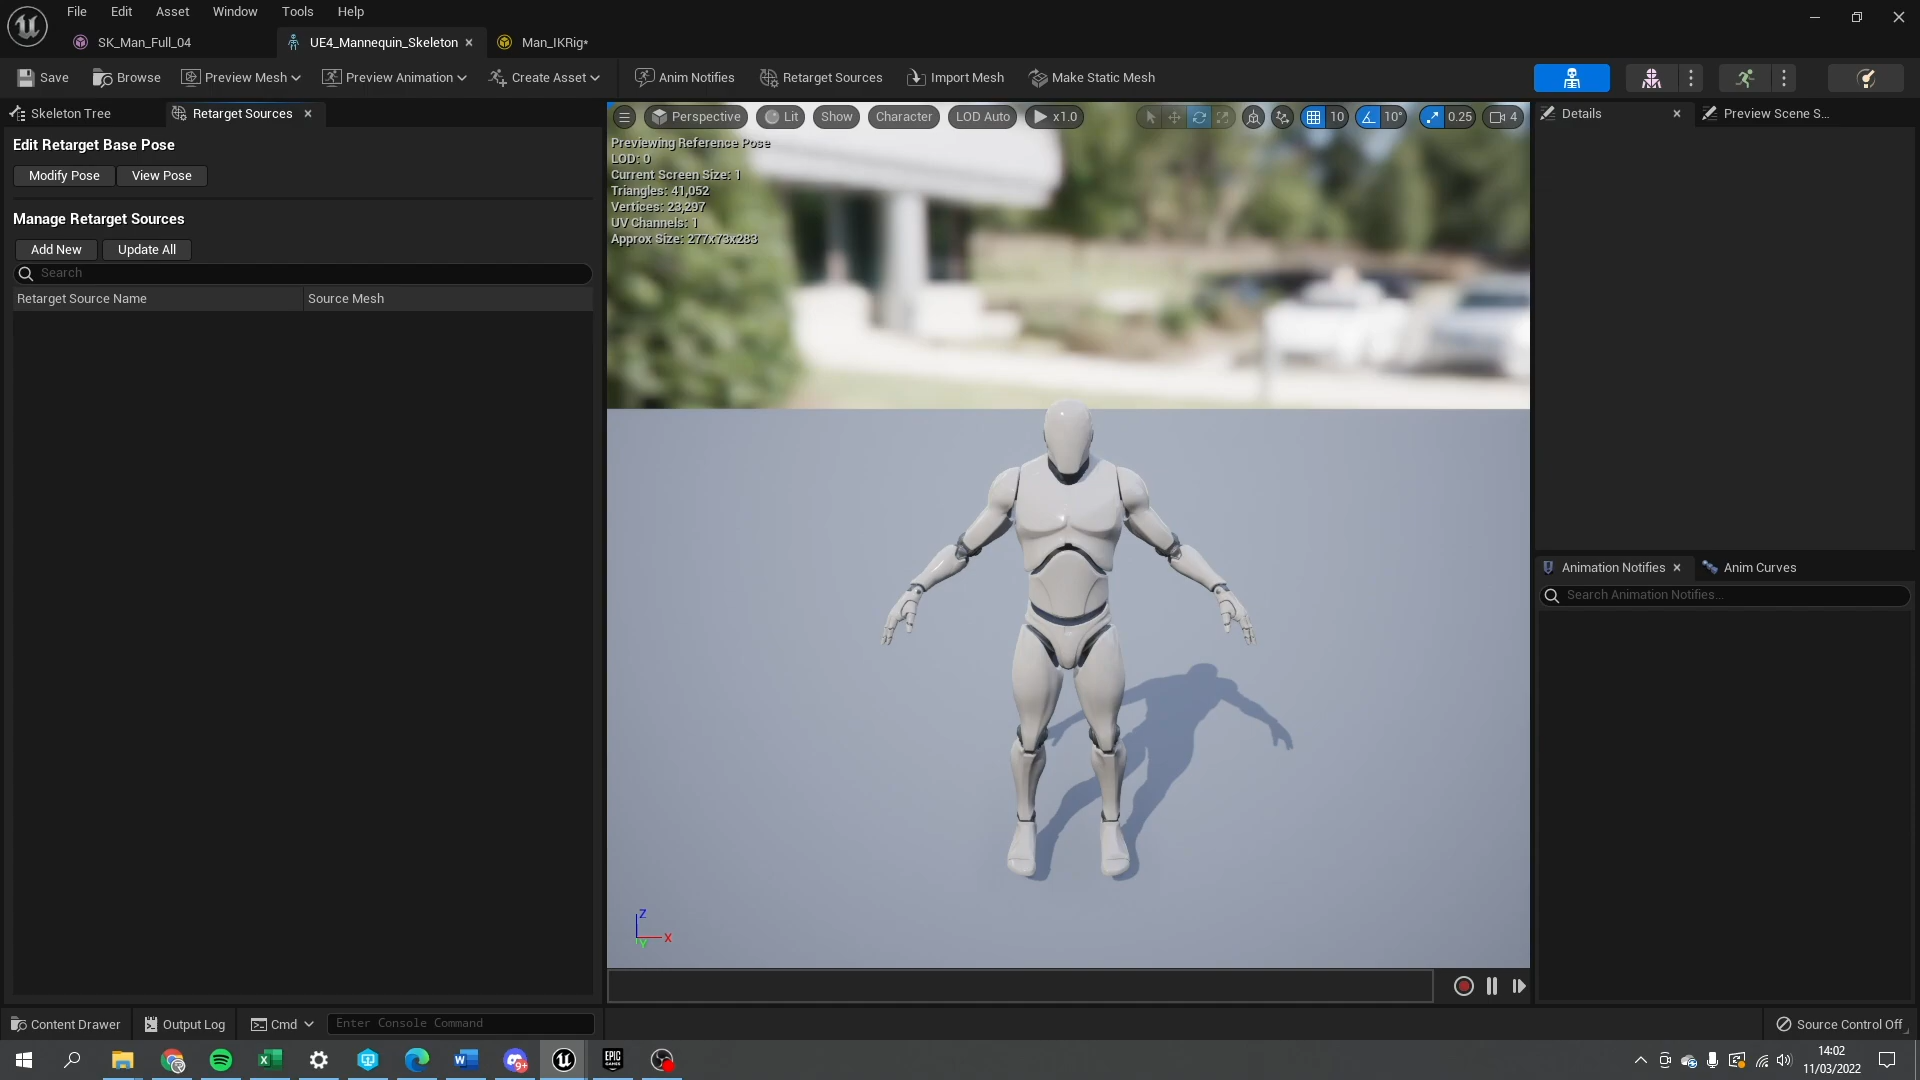 File Edit Asset Window Tools Help
SK_Man_Full_04 UE4_Mannequin_Skeleton Man_IKRig*
Save Browse Preview Mesh Preview Animation Create Asset Anim Notifies Retarget Sources Import Mesh Make Static Mesh
Skeleton Tree Retarget Sources
Edit Retarget Base Pose
Modify Pose View Pose
Manage Retarget Sources
Add New Update All
Search
Retarget Source Name Source Mesh
Perspective Lit Show Character LOD Auto x1.0 10 10° 0.25 4
Previewing Reference Pose
LOD: 0
Current Screen Size: 1
Triangles: 41,052
Vertices: 23,297
UV Channels: 1
Approx Size: 277x73x283
Z
X
Y
Details Preview Scene S...
Animation Notifies Anim Curves
Search Animation Notifies...
Content Drawer Output Log Cmd Enter Console Command Source Control Off
9+
EPIC GAMES
14:02
11/03/2022